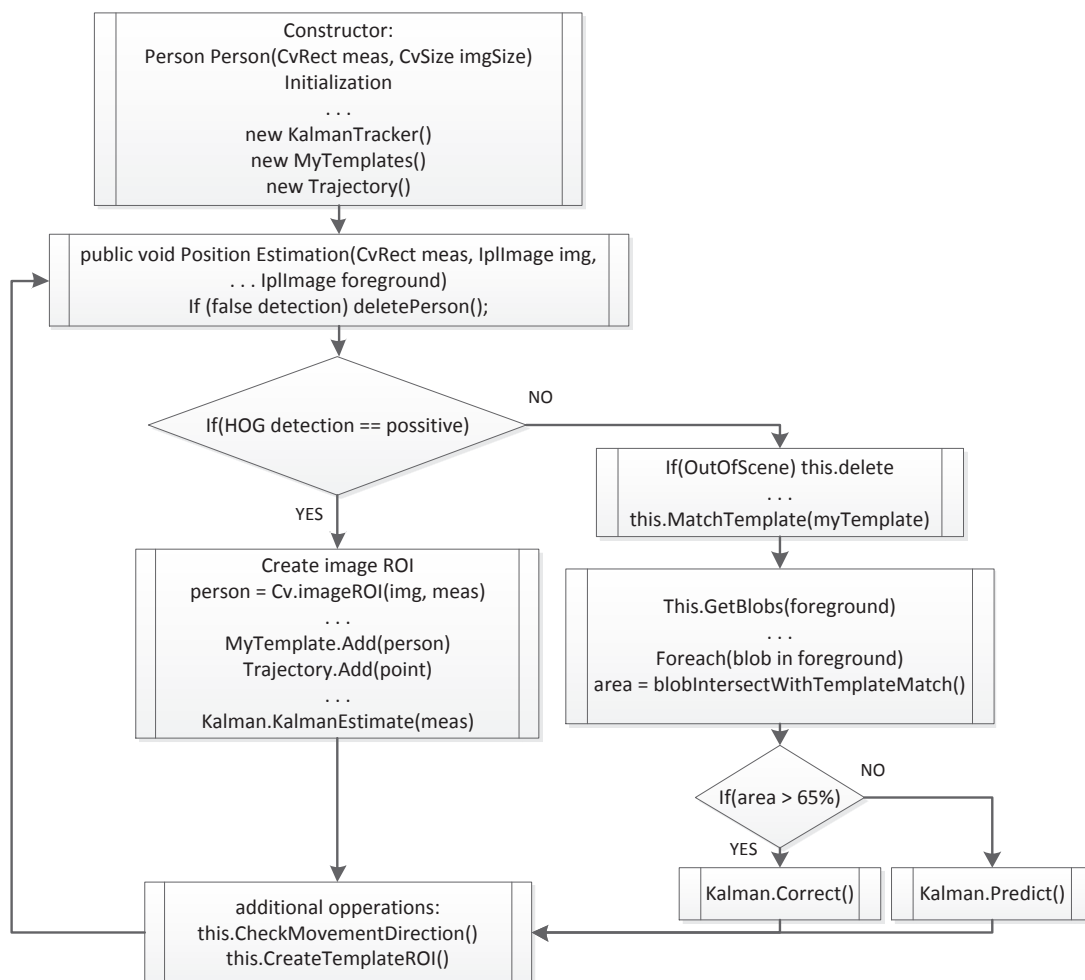 Constructor:
Person Person(CvRect meas, CvSize imgSize)
Initialization
. . .
new KalmanTracker()
new MyTemplates()
new Trajectory()
public void Position Estimation(CvRect meas, IplImage img,
. . . IplImage foreground)
If (false detection) deletePerson();
If(HOG detection == possitive)
NO
YES
If(OutOfScene) this.delete
. . .
this.MatchTemplate(myTemplate)
Create image ROI
person = Cv.imageROI(img, meas)
. . .
MyTemplate.Add(person)
Trajectory.Add(point)
. . .
Kalman.KalmanEstimate(meas)
This.GetBlobs(foreground)
. . .
Foreach(blob in foreground)
area = blobIntersectWithTemplateMatch()
If(area > 65%)
NO
YES
Kalman.Correct()
Kalman.Predict()
additional opperations:
this.CheckMovementDirection()
this.CreateTemplateROI()